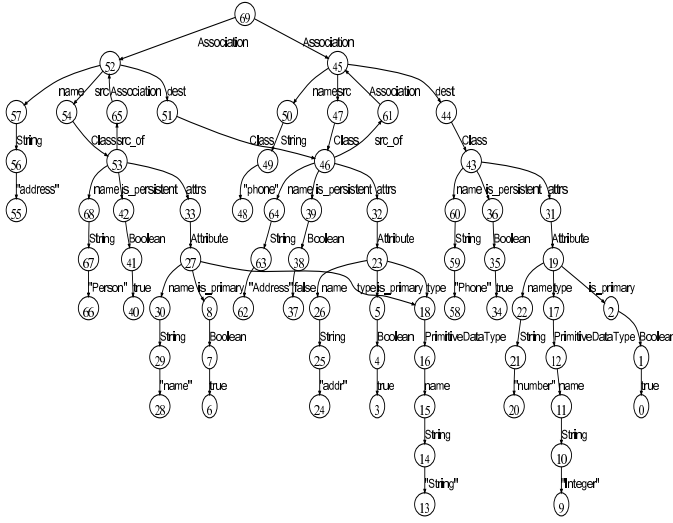 69
Association Association
52 45
name src Association dest name src Association dest
57 54 65 51 50 47 61 44
String Class src_of String Class src_of Class
56 53 49 46 43
"address" name is_persistent attrs "phone" name is_persistent attrs name is_persistent attrs
55 68 42 33 48 64 39 32 60 36 31
String Boolean Attribute String Boolean Attribute String Boolean Attribute
67 41 27 63 38 23 59 35 19
"Person" true name is_primary "Address" false name type is_primary type "Phone" true name type is_primary
66 40 30 8 62 37 26 5 18 58 34 22 17 2
String Boolean String Boolean PrimitiveDataType String PrimitiveDataType Boolean
29 7 25 4 16 21 12 1
"name" true "addr" true name "number" name true
28 6 24 3 15 20 11 0
String String
14 10
"String" "Integer"
13 9